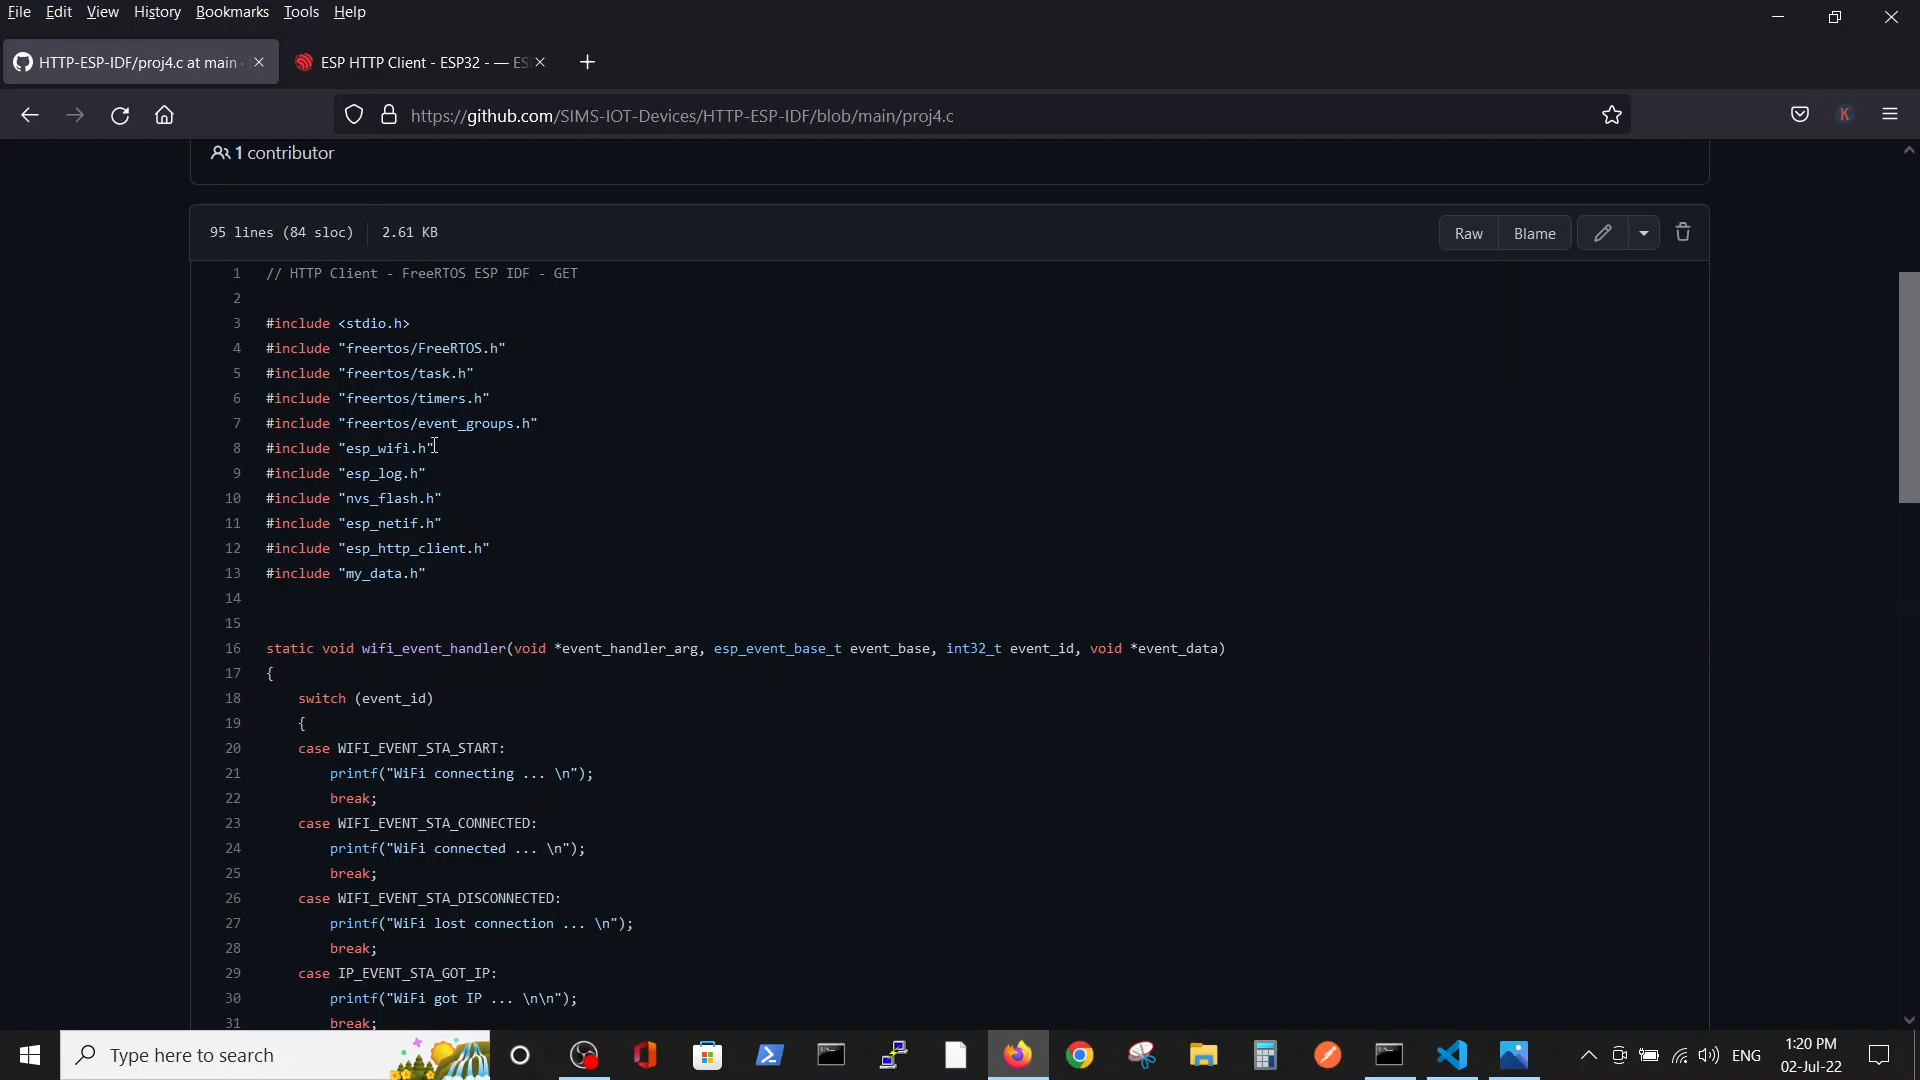 File Edit View History Bookmarks Tools Help
HTTP-ESP-IDF/proj4.c at main ·
ESP HTTP Client - ESP32 - — ES
https://github.com/SIMS-IOT-Devices/HTTP-ESP-IDF/blob/main/proj4.c
K
1 contributor
95 lines (84 sloc) 2.61 KB
Raw Blame
1 // HTTP Client - FreeRTOS ESP IDF - GET
2
3 #include <stdio.h>
4 #include "freertos/FreeRTOS.h"
5 #include "freertos/task.h"
6 #include "freertos/timers.h"
7 #include "freertos/event_groups.h"
8 #include "esp_wifi.h"
9 #include "esp_log.h"
10 #include "nvs_flash.h"
11 #include "esp_netif.h"
12 #include "esp_http_client.h"
13 #include "my_data.h"
14
15
16 static void wifi_event_handler(void *event_handler_arg, esp_event_base_t event_base, int32_t event_id, void *event_data)
17 {
18 switch (event_id)
19 {
20 case WIFI_EVENT_STA_START:
21 printf("WiFi connecting ... \n");
22 break;
23 case WIFI_EVENT_STA_CONNECTED:
24 printf("WiFi connected ... \n");
25 break;
26 case WIFI_EVENT_STA_DISCONNECTED:
27 printf("WiFi lost connection ... \n");
28 break;
29 case IP_EVENT_STA_GOT_IP:
30 printf("WiFi got IP ... \n\n");
31 break;
Type here to search
ENG
1:20 PM
02-Jul-22